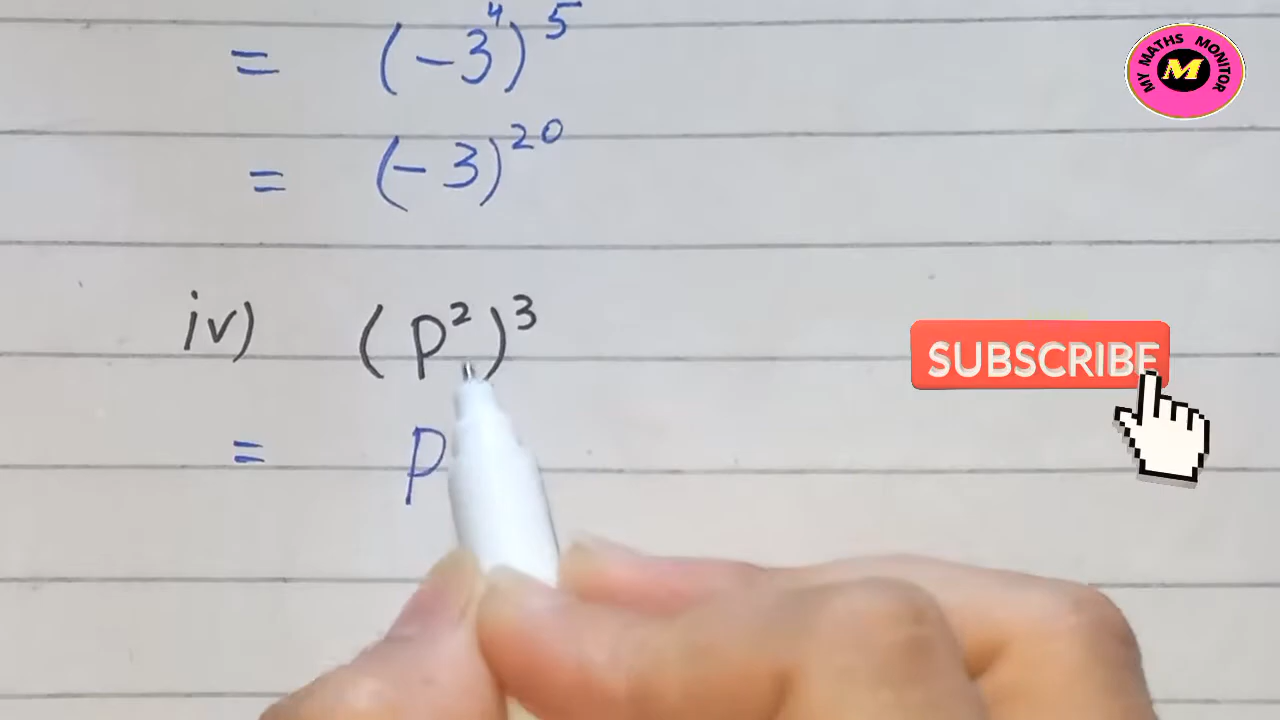 = (-3⁴)⁵
= (-3)²⁰
iv) (p²)³
= p
MY MATHS MONITOR
M
SUBSCRIBE